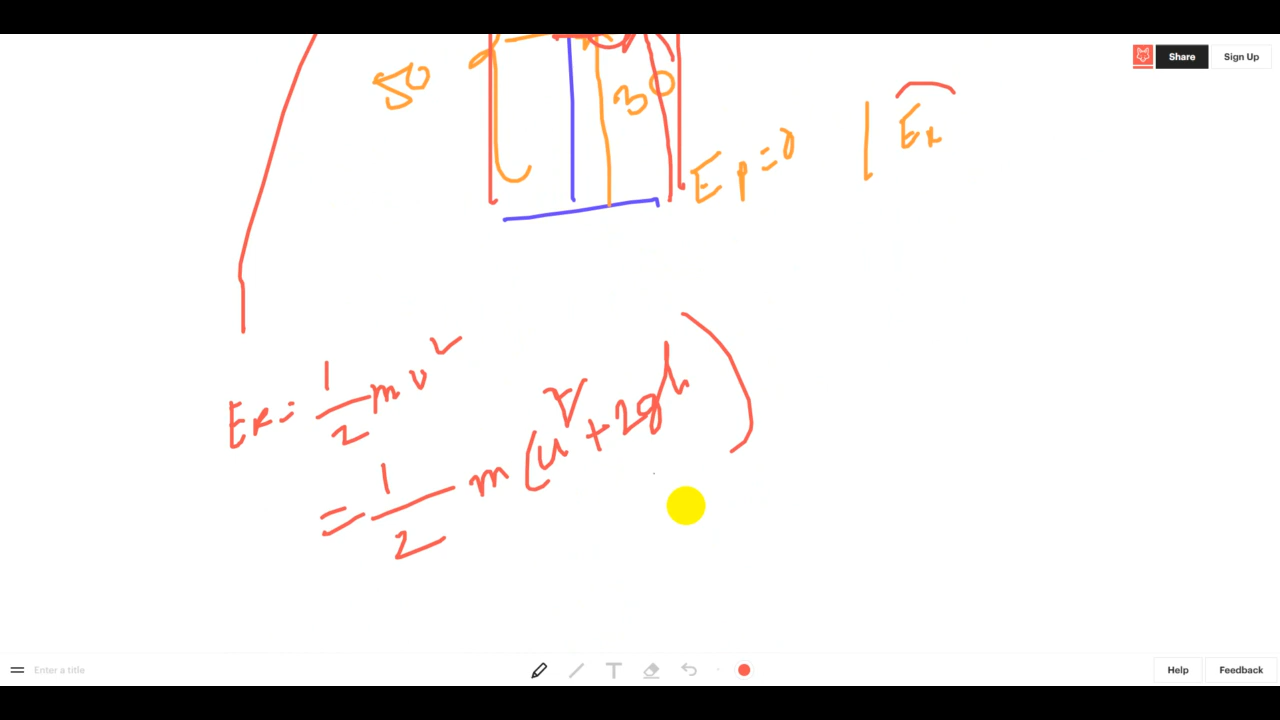 Share
Sign Up
50
30
Ep=0
Ek
Ek = 1/2 mv²
= 1/2 m (u² + 2gh)
Enter a title
T
Help
Feedback